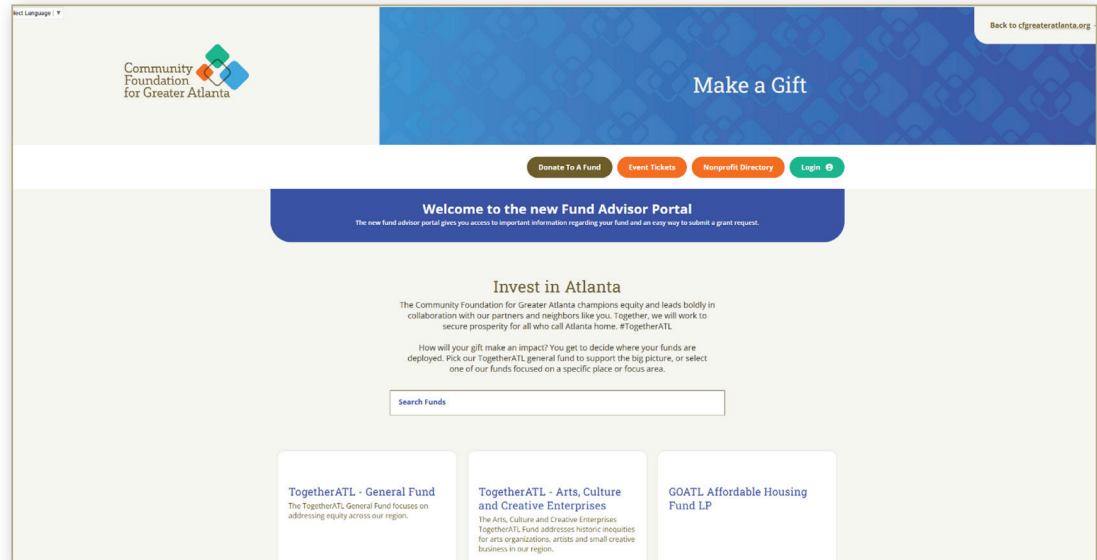 lect Language ▼
Back to cfgreateratlanta.org
Community
Foundation
for Greater Atlanta
Make a Gift
Donate To A Fund
Event Tickets
Nonprofit Directory
Login
Welcome to the new Fund Advisor Portal
The new fund advisor portal gives you access to important information regarding your fund and an easy way to submit a grant request.
Invest in Atlanta
The Community Foundation for Greater Atlanta champions equity and leads boldly in
collaboration with our partners and neighbors like you. Together, we will work to
secure prosperity for all who call Atlanta home. #TogetherATL
How will your gift make an impact? You get to decide where your funds are
deployed. Pick our TogetherATL general fund to support the big picture, or select
one of our funds focused on a specific place or focus area.
Search Funds
TogetherATL - General Fund
The TogetherATL General Fund focuses on
addressing equity across our region.
TogetherATL - Arts, Culture
and Creative Enterprises
The Arts, Culture and Creative Enterprises
TogetherATL Fund addresses historic inequities
for arts organizations, artists and small creative
business in our region.
GOATL Affordable Housing
Fund LP